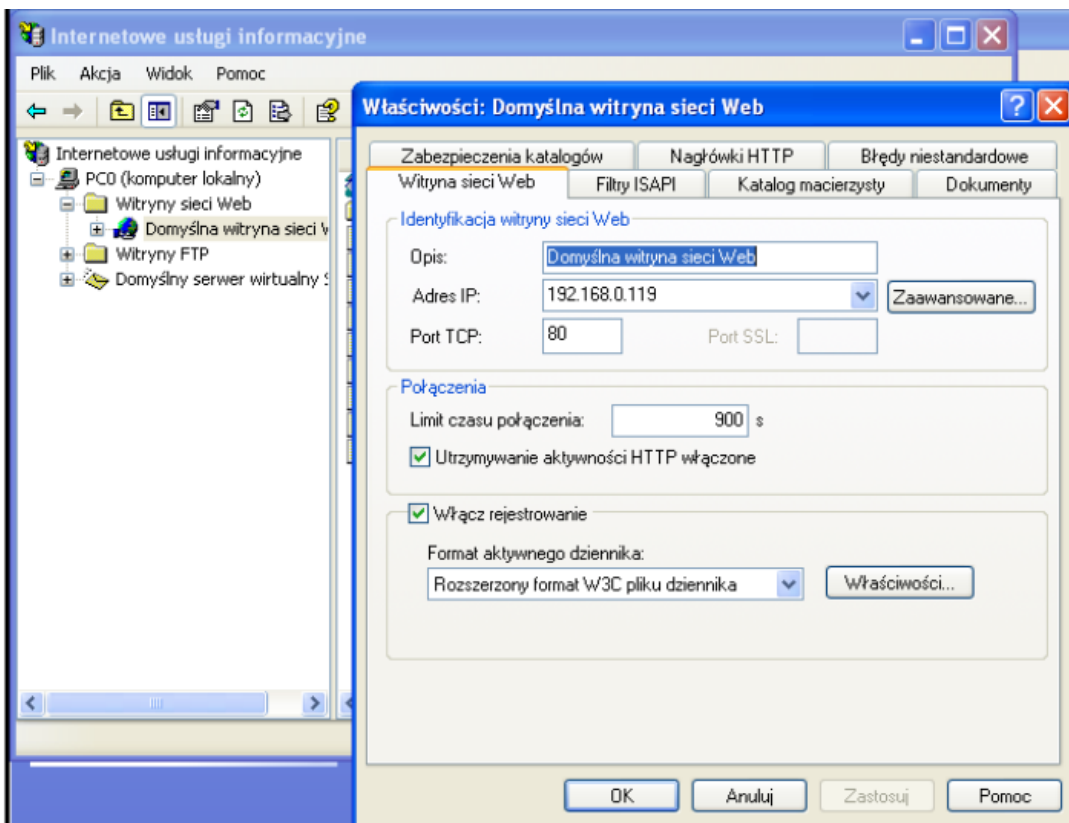 Internetowe usługi informacyjne
Plik Akcja Widok Pomoc
Internetowe usługi informacyjne
PC0 (komputer lokalny)
Witryny sieci Web
Domyślna witryna sieci
Witryny FTP
Domyślny serwer wirtualny
Właściwości: Domyślna witryna sieci Web
Zabezpieczenia katalogów Nagłówki HTTP Błędy niestandardowe
Witryna sieci Web Filtry ISAPI Katalog macierzysty Dokumenty
Identyfikacja witryny sieci Web
Opis: Domyślna witryna sieci Web
Adres IP: 192.168.0.119 Zaawansowane...
Port TCP: 80 Port SSL:
Połączenia
Limit czasu połączenia: 900 s
Utrzymywanie aktywności HTTP włączone
Włącz rejestrowanie
Format aktywnego dziennika:
Rozszerzony format W3C pliku dziennika Właściwości...
OK Anuluj Zastosuj Pomoc